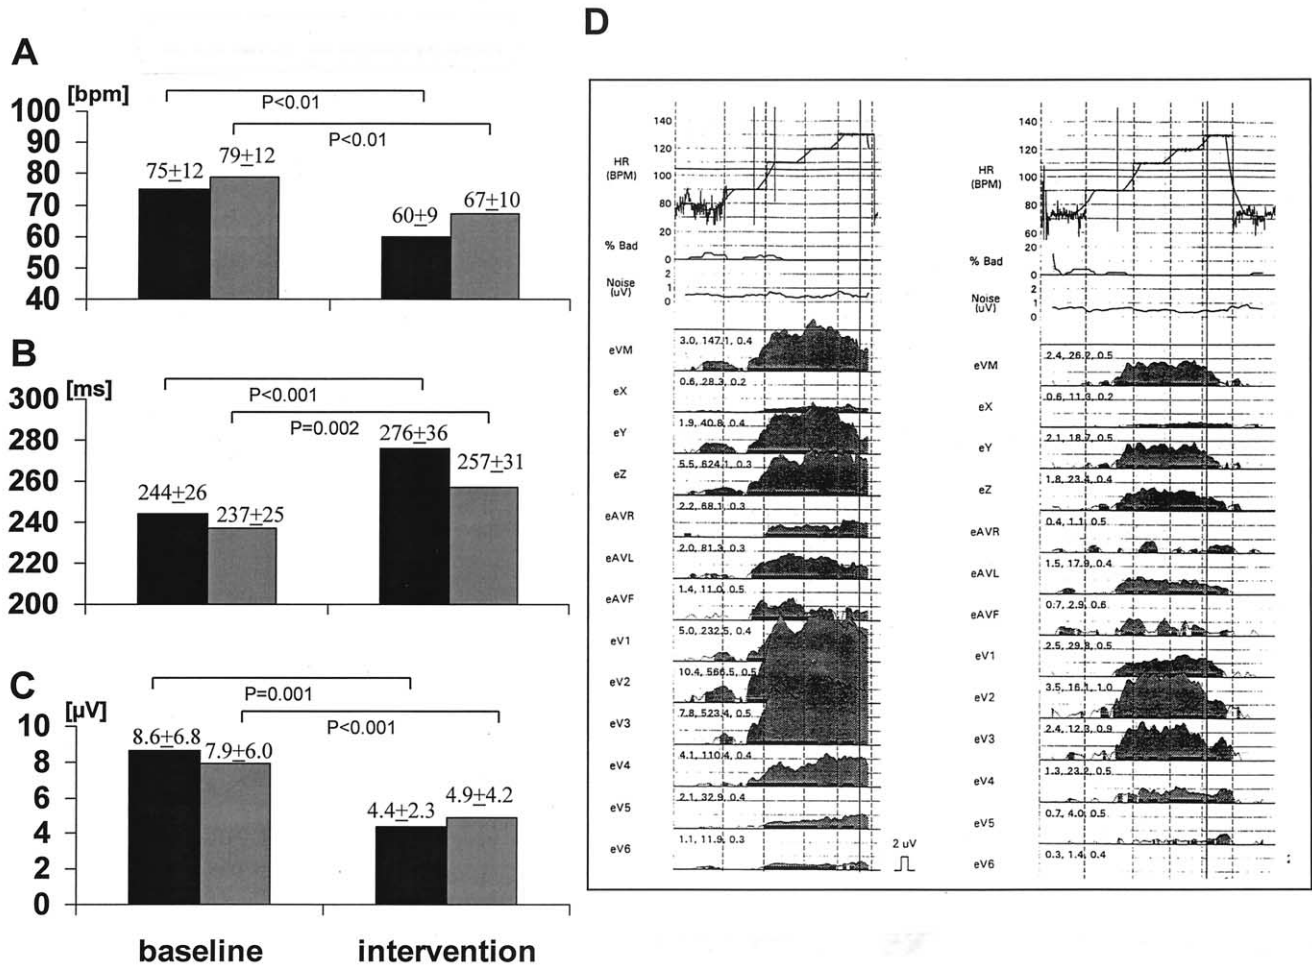 A
[bpm]
P<0.01
P<0.01
100
90
80
70
60
50
40
75±12
79±12
60±9
67±10
B
[ms]
P<0.001
P=0.002
300
280
260
240
220
200
244±26
237±25
276±36
257±31
C
[µV]
P=0.001
P<0.001
10
8
6
4
2
0
8.6±6.8
7.9±6.0
4.4±2.3
4.9±4.2
baseline intervention
D
140
120
HR
(BPM) 100
80
60
20
% Bad
0
2
Noise 1
(uV) 0
eVM 3.0, 147.1, 0.4
eX 0.6, 28.3, 0.2
eY 1.9, 40.8, 0.4
eZ 5.5, 624.1, 0.3
eAVR 2.2, 68.1, 0.3
eAVL 2.0, 81.3, 0.3
eAVF 1.4, 11.0, 0.5
eV1 5.0, 232.5, 0.4
eV2 10.4, 566.5, 0.5
eV3 7.8, 523.4, 0.5
eV4 4.1, 110.4, 0.4
eV5 2.1, 32.9, 0.4
eV6 1.1, 11.9, 0.3
2 uV
140
120
HR
(BPM) 100
80
60
20
% Bad
0
2
Noise 1
(uV) 0
eVM 2.4, 26.2, 0.5
eX 0.6, 11.3, 0.2
eY 2.1, 18.7, 0.5
eZ 1.8, 23.4, 0.4
eAVR 0.4, 1.1, 0.5
eAVL 1.5, 17.9, 0.4
eAVF 0.7, 2.9, 0.6
eV1 2.5, 29.8, 0.5
eV2 3.5, 16.1, 1.0
eV3 2.4, 12.3, 0.9
eV4 1.3, 23.2, 0.5
eV5 0.7, 4.0, 0.5
eV6 0.3, 1.4, 0.4